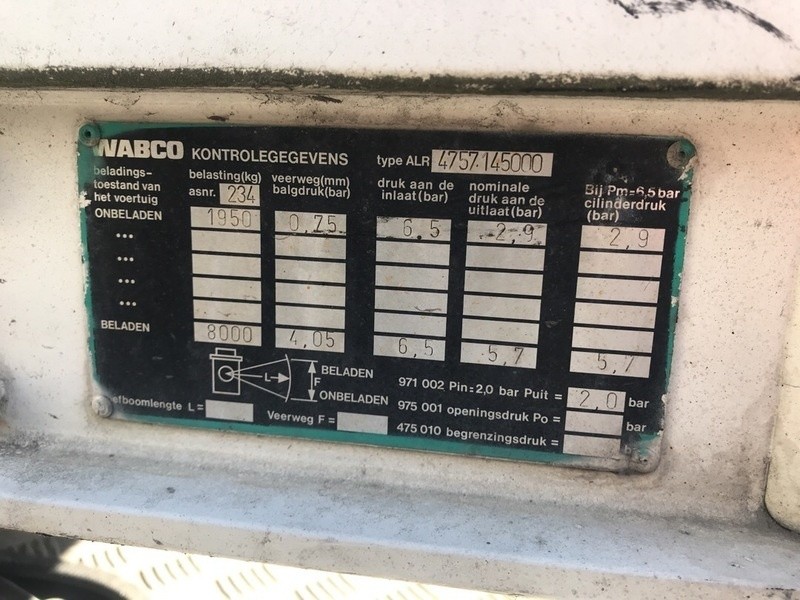 WABCO KONTROLEGEGEVENS type ALR 4757145000
beladings-
toestand van
het voertuig
belasting(kg)
asnr. 234
veerweg(mm)
balgdruk(bar)
druk aan de
inlaat(bar)
nominale
druk aan de
uitlaat(bar)
Bij Pm=6,5 bar
cilinderdruk
(bar)
ONBELADEN 1950 0,75 6,5 2,9 2,9
...
...
...
...
BELADEN 8000 4,05 6,5 5,7 5,7
L
F
BELADEN
ONBELADEN
efboomlengte L=
Veerweg F=
971 002 Pin=2,0 bar Puit = 2,0 bar
975 001 openingsdruk Po = bar
475 010 begrenzingsdruk = bar